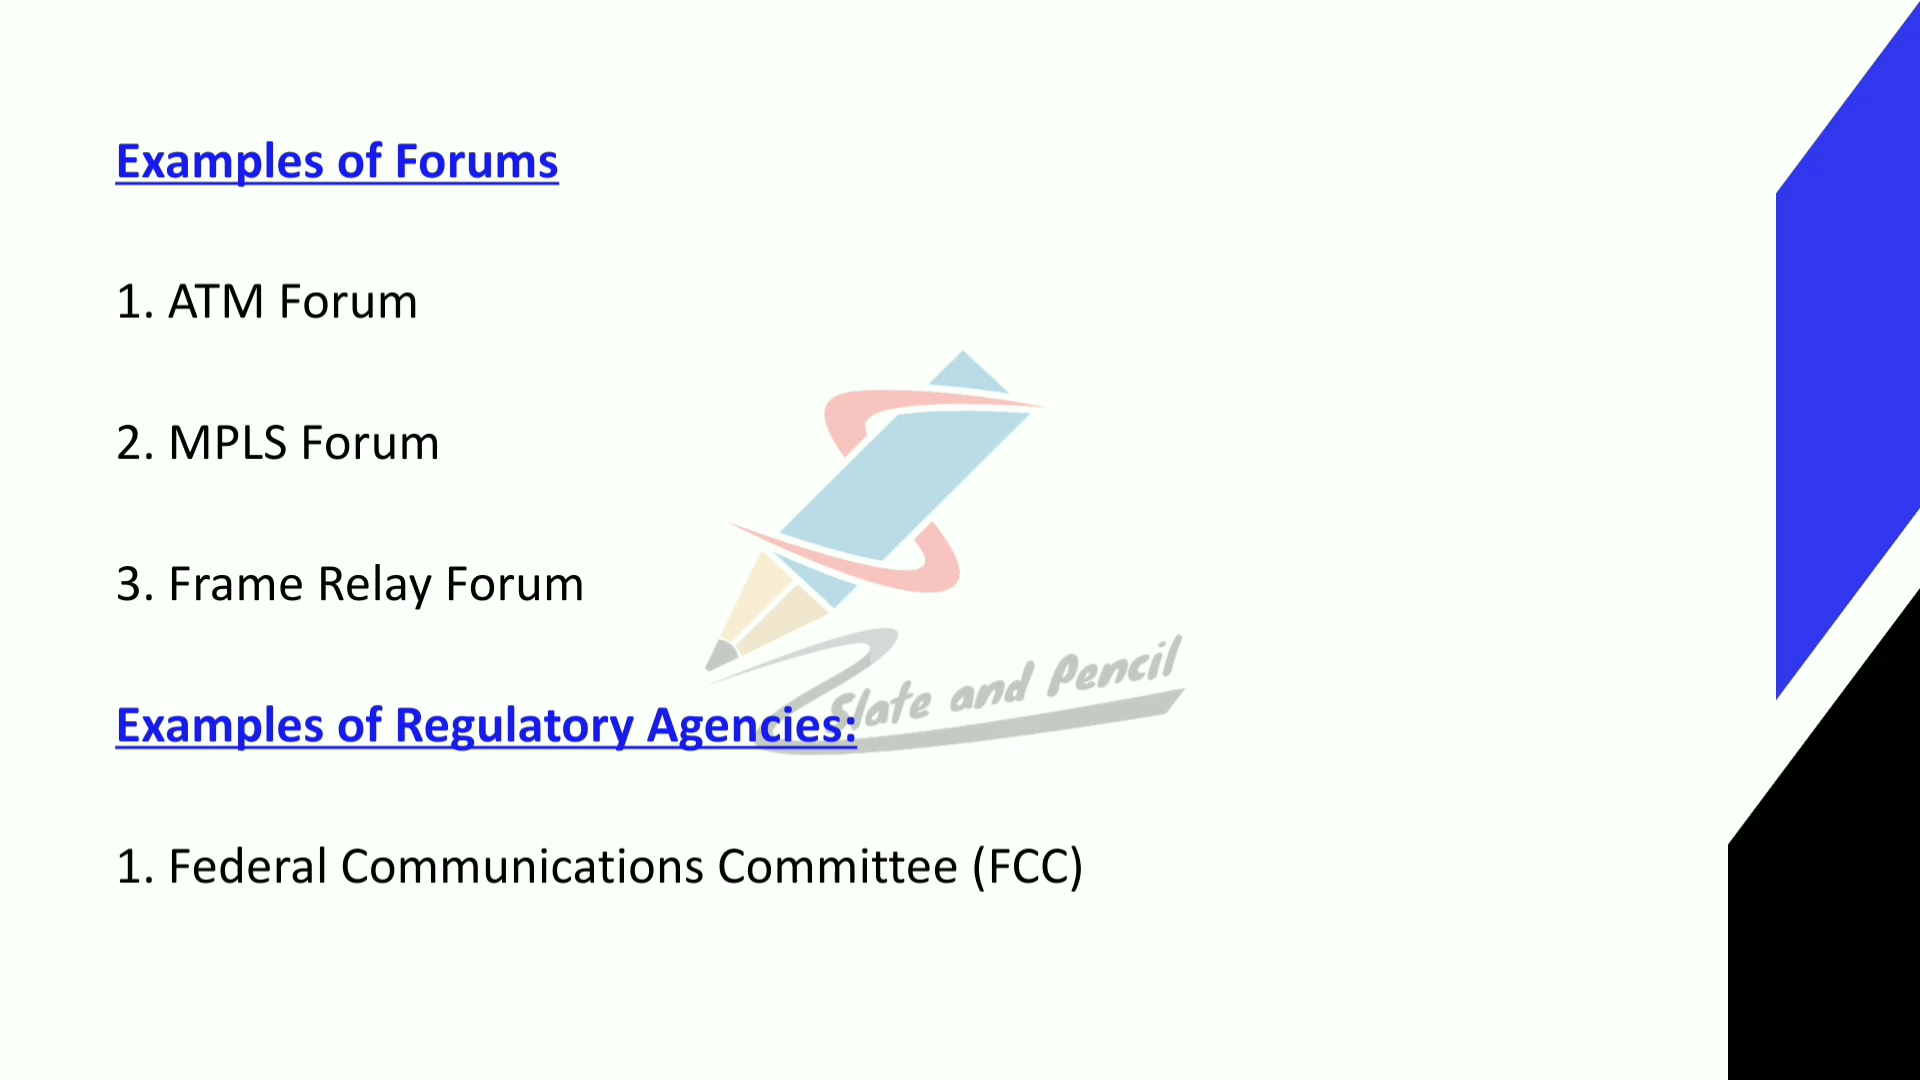 Examples of Forums
1. ATM Forum
2. MPLS Forum
3. Frame Relay Forum
Slate and Pencil
Examples of Regulatory Agencies:
1. Federal Communications Committee (FCC)